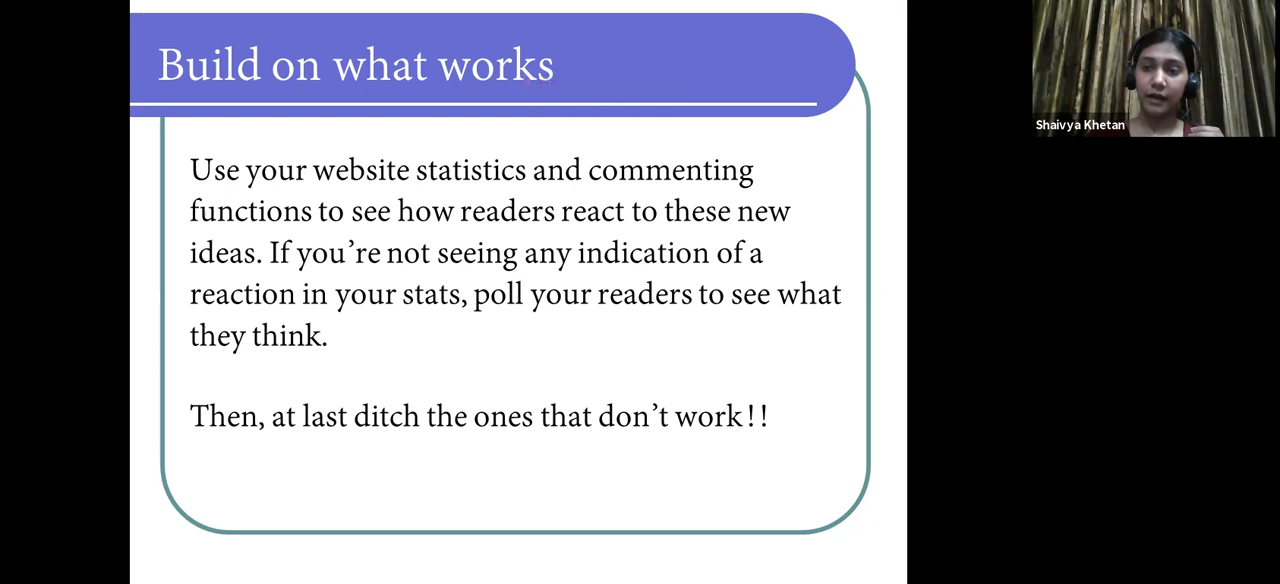 Build on what works
Shaivya Khetan
Use your website statistics and commenting
functions to see how readers react to these new
ideas. If you’re not seeing any indication of a
reaction in your stats, poll your readers to see what
they think.
Then, at last ditch the ones that don’t work!!